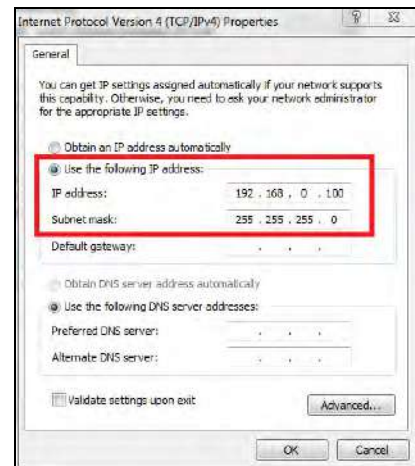 Internet Protocol Version 4 (TCP/IPv4) Properties
General
You can get IP settings assigned automatically if your network supports
this capability. Otherwise, you need to ask your network administrator
for the appropriate IP settings.
Obtain an IP address automatically
Use the following IP address:
IP address: 192 . 168 . 0 . 100
Subnet mask: 255 . 255 . 255 . 0
Default gateway: . . .
Obtain DNS server address automatically
Use the following DNS server addresses:
Preferred DNS server: . . .
Alternate DNS server: . . .
Validate settings upon exit
Advanced...
OK Cancel